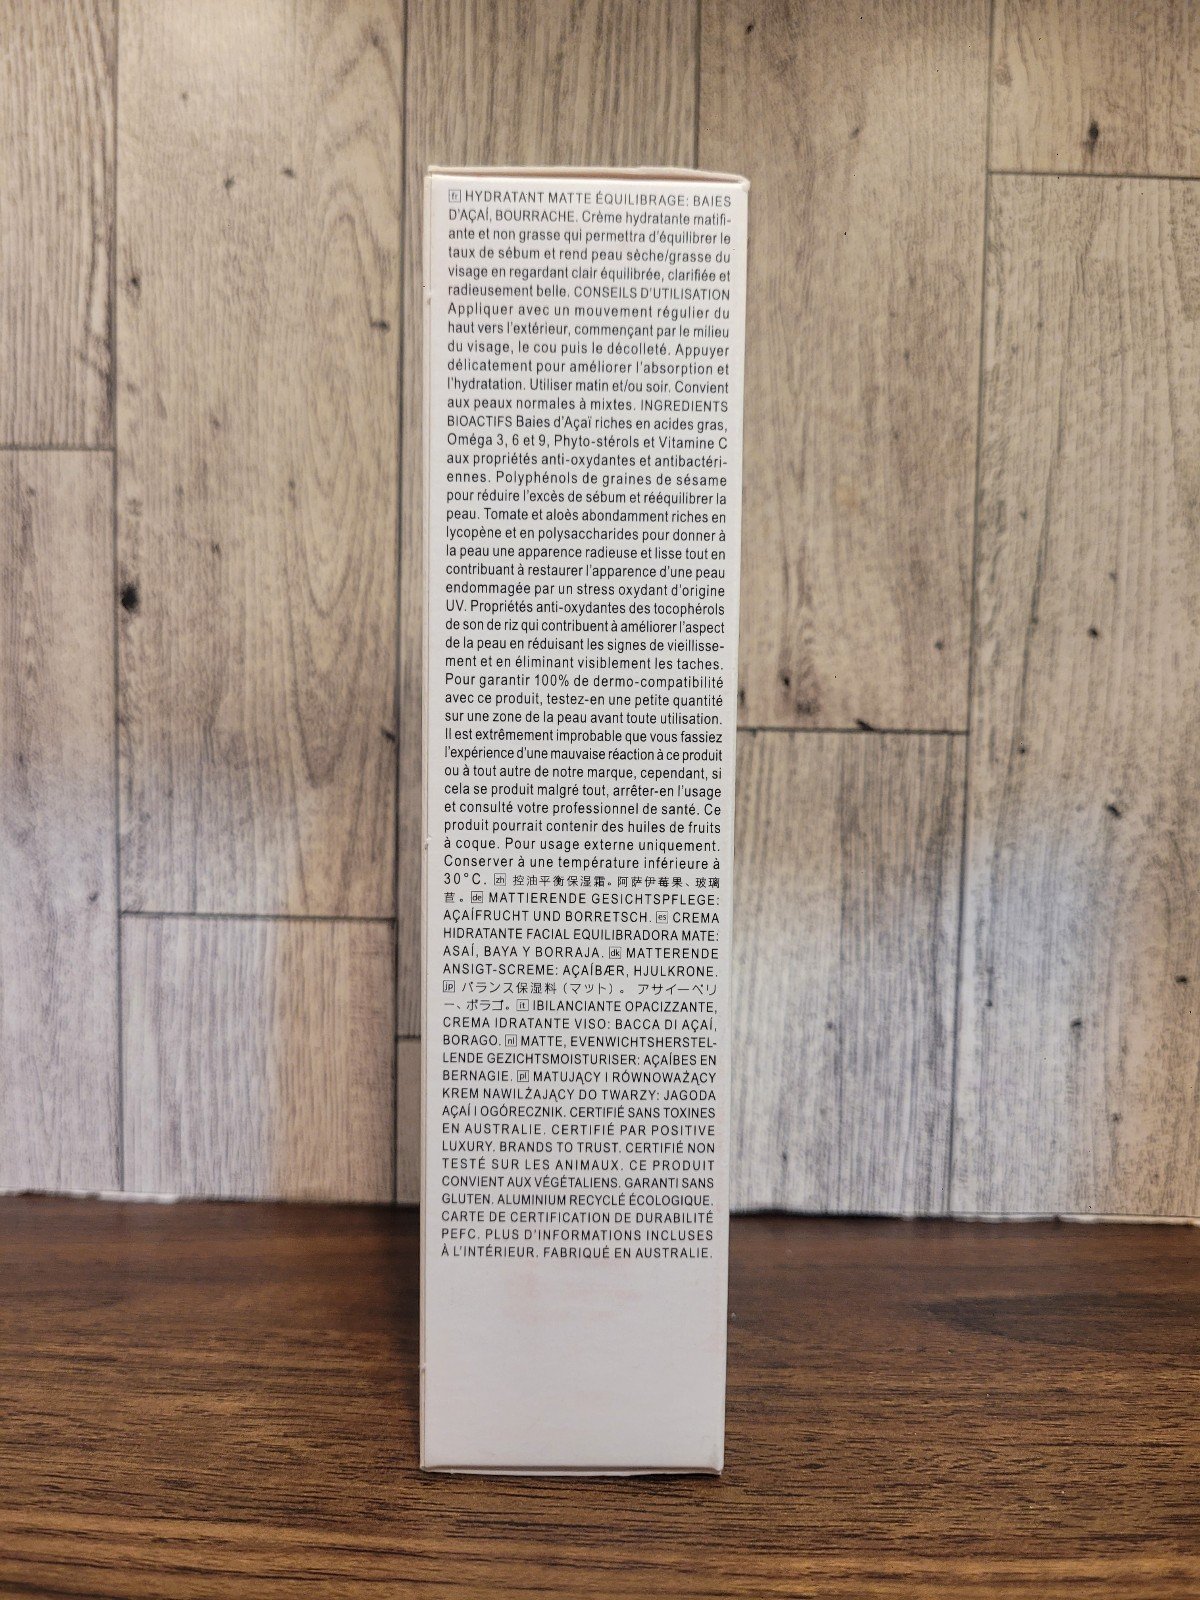 fr HYDRATANT MATTE ÉQUILIBRAGE: BAIES
D'AÇAÍ, BOURRACHE. Crème hydratante matifi-
ante et non grasse qui permettra d'équilibrer le
taux de sébum et rend peau sèche/grasse du
visage en regardant clair équilibrée, clarifiée et
radieusement belle. CONSEILS D'UTILISATION
Appliquer avec un mouvement régulier du
haut vers l'extérieur, commençant par le milieu
du visage, le cou puis le décolleté. Appuyer
délicatement pour améliorer l'absorption et
l'hydratation. Utiliser matin et/ou soir. Convient
aux peaux normales à mixtes. INGREDIENTS
BIOACTIFS Baies d'Açaï riches en acides gras,
Oméga 3, 6 et 9, Phyto-stérols et Vitamine C
aux propriétés anti-oxydantes et antibactéri-
ennes. Polyphénols de graines de sésame
pour réduire l'excès de sébum et rééquilibrer la
peau. Tomate et aloès abondamment riches en
lycopène et en polysaccharides pour donner à
la peau une apparence radieuse et lisse tout en
contribuant à restaurer l'apparence d'une peau
endommagée par un stress oxydant d'origine
UV. Propriétés anti-oxydantes des tocophérols
de son de riz qui contribuent à améliorer l'aspect
de la peau en réduisant les signes de vieillisse-
ment et en éliminant visiblement les taches.
Pour garantir 100% de dermo-compatibilité
avec ce produit, testez-en une petite quantité
sur une zone de la peau avant toute utilisation.
Il est extrêmement improbable que vous fassiez
l'expérience d'une mauvaise réaction à ce produit
ou à tout autre de notre marque, cependant, si
cela se produit malgré tout, arrêter-en l'usage
et consulté votre professionnel de santé. Ce
produit pourrait contenir des huiles de fruits
à coque. Pour usage externe uniquement.
Conserver à une température inférieure à
30°C. zh 控油平衡保湿霜。阿萨伊莓果、玻璃
苣。de MATTIERENDE GESICHTSPFLEGE:
AÇAÍFRUCHT UND BORRETSCH. es CREMA
HIDRATANTE FACIAL EQUILIBRADORA MATE:
ASAÍ, BAYA Y BORRAJA. dk MATTERENDE
ANSIGT-SCREME: AÇAÍBÆR, HJULKRONE.
jp バランス保湿料（マット）。 アサイーベリ
ー、ボラゴ。it IBILANCIANTE OPACIZZANTE,
CREMA IDRATANTE VISO: BACCA DI AÇAÍ,
BORAGO. nl MATTE, EVENWICHTSHERSTEL-
LENDE GEZICHTSMOISTURISER: AÇAÍBES EN
BERNAGIE. pl MATUJĄCY I RÓWNOWAŻĄCY
KREM NAWILŻAJĄCY DO TWARZY: JAGODA
AÇAÍ I OGÓRECZNIK. CERTIFIÉ SANS TOXINES
EN AUSTRALIE. CERTIFIÉ PAR POSITIVE
LUXURY. BRANDS TO TRUST. CERTIFIÉ NON
TESTÉ SUR LES ANIMAUX. CE PRODUIT
CONVIENT AUX VÉGÉTALIENS. GARANTI SANS
GLUTEN. ALUMINIUM RECYCLÉ ÉCOLOGIQUE.
CARTE DE CERTIFICATION DE DURABILITÉ
PEFC. PLUS D'INFORMATIONS INCLUSES
À L'INTÉRIEUR. FABRIQUÉ EN AUSTRALIE.